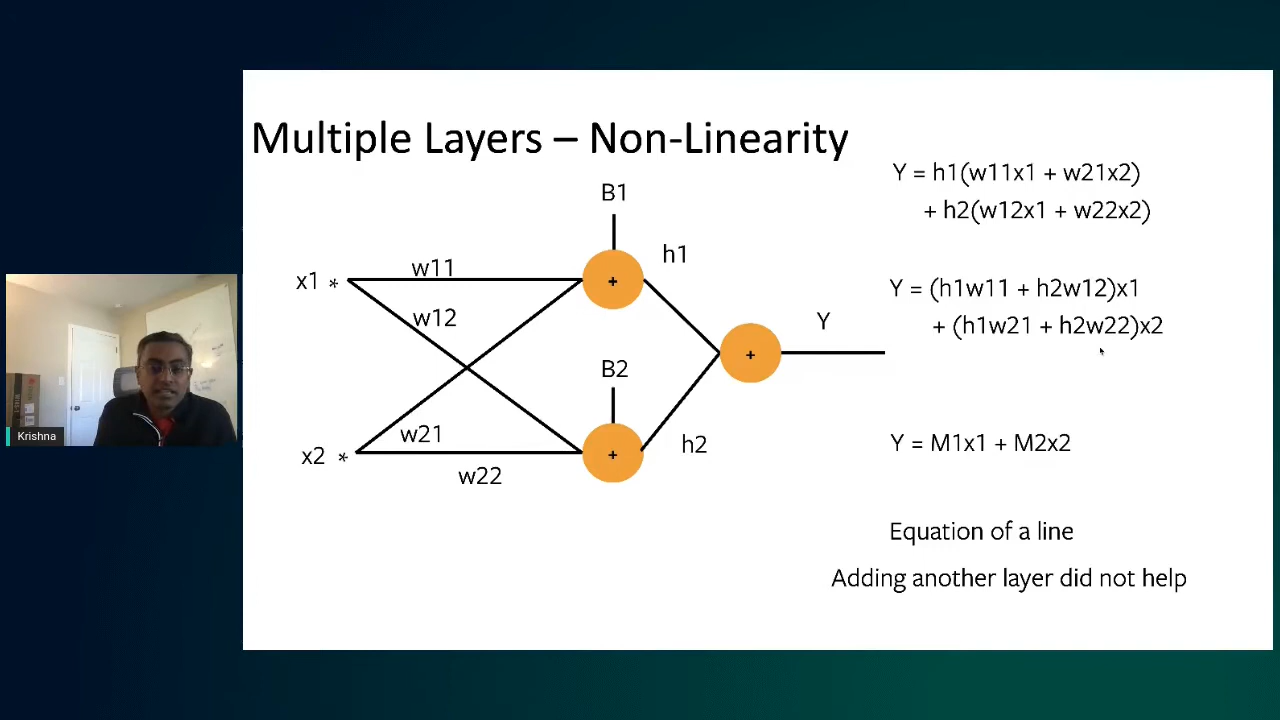 Multiple Layers – Non-Linearity
Y = h1(w11x1 + w21x2)
+ h2(w12x1 + w22x2)
B1
h1
x1 *
w11
+
w12
Y = (h1w11 + h2w12)x1
+ (h1w21 + h2w22)x2
Y
+
B2
w21
x2 *
w22
+
h2
Y = M1x1 + M2x2
Equation of a line
Adding another layer did not help
Krishna